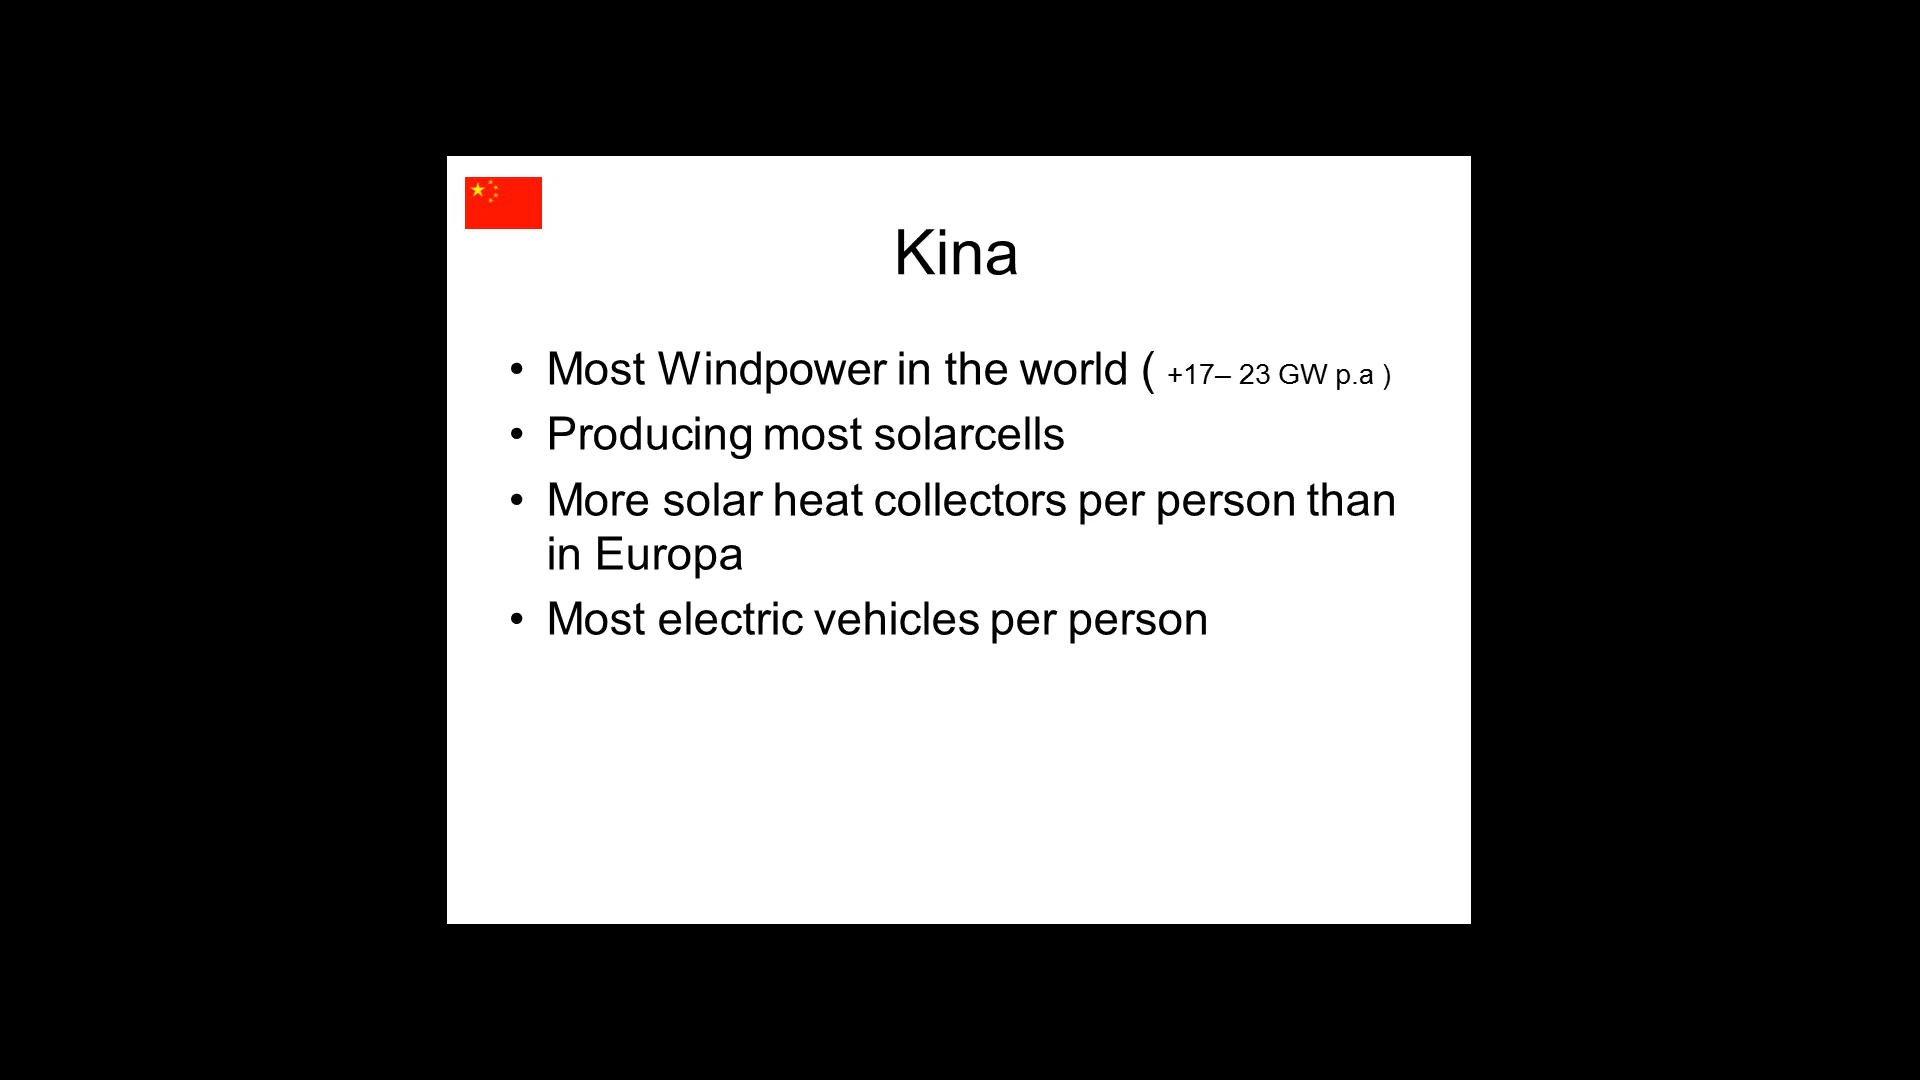 Kina
• Most Windpower in the world ( +17– 23 GW p.a )
• Producing most solarcells
• More solar heat collectors per person than
in Europa
• Most electric vehicles per person